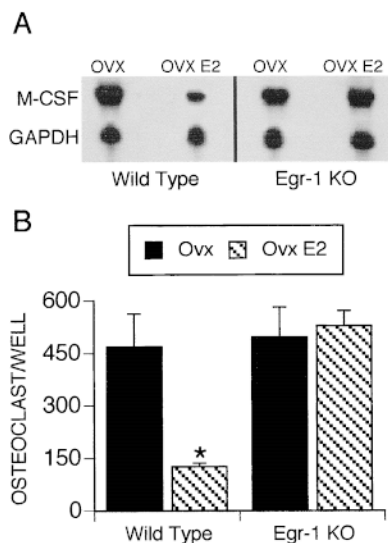 A
OVX OVX E2 OVX OVX E2
M-CSF
GAPDH
Wild Type Egr-1 KO
B
Ovx Ovx E2
OSTEOCLAST/WELL
600
450
300
150
0
*
Wild Type Egr-1 KO